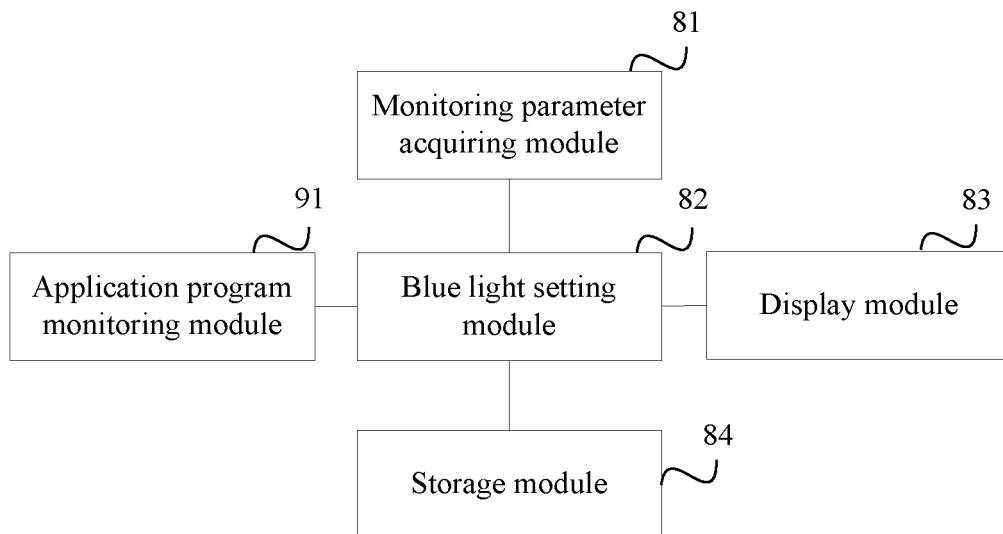 81
Monitoring parameter
acquiring module
91
82
83
Application program
monitoring module
Blue light setting
module
Display module
84
Storage module